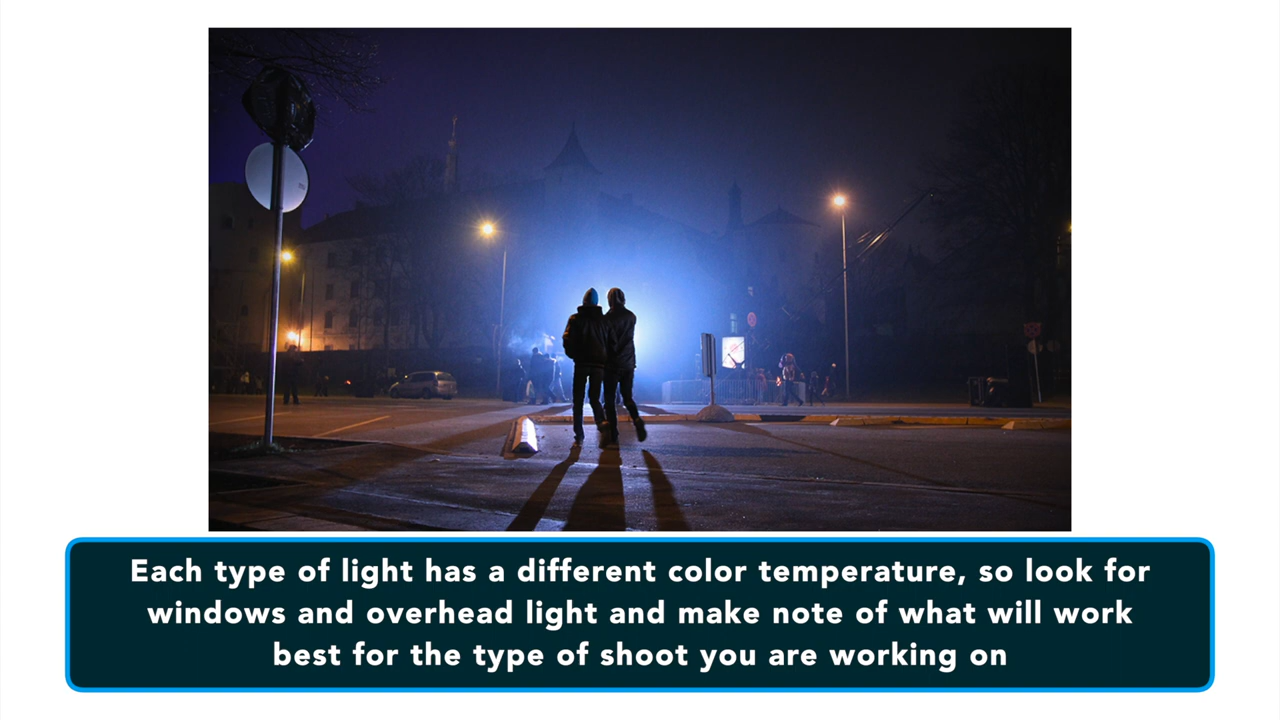 Each type of light has a different color temperature, so look for
windows and overhead light and make note of what will work
best for the type of shoot you are working on